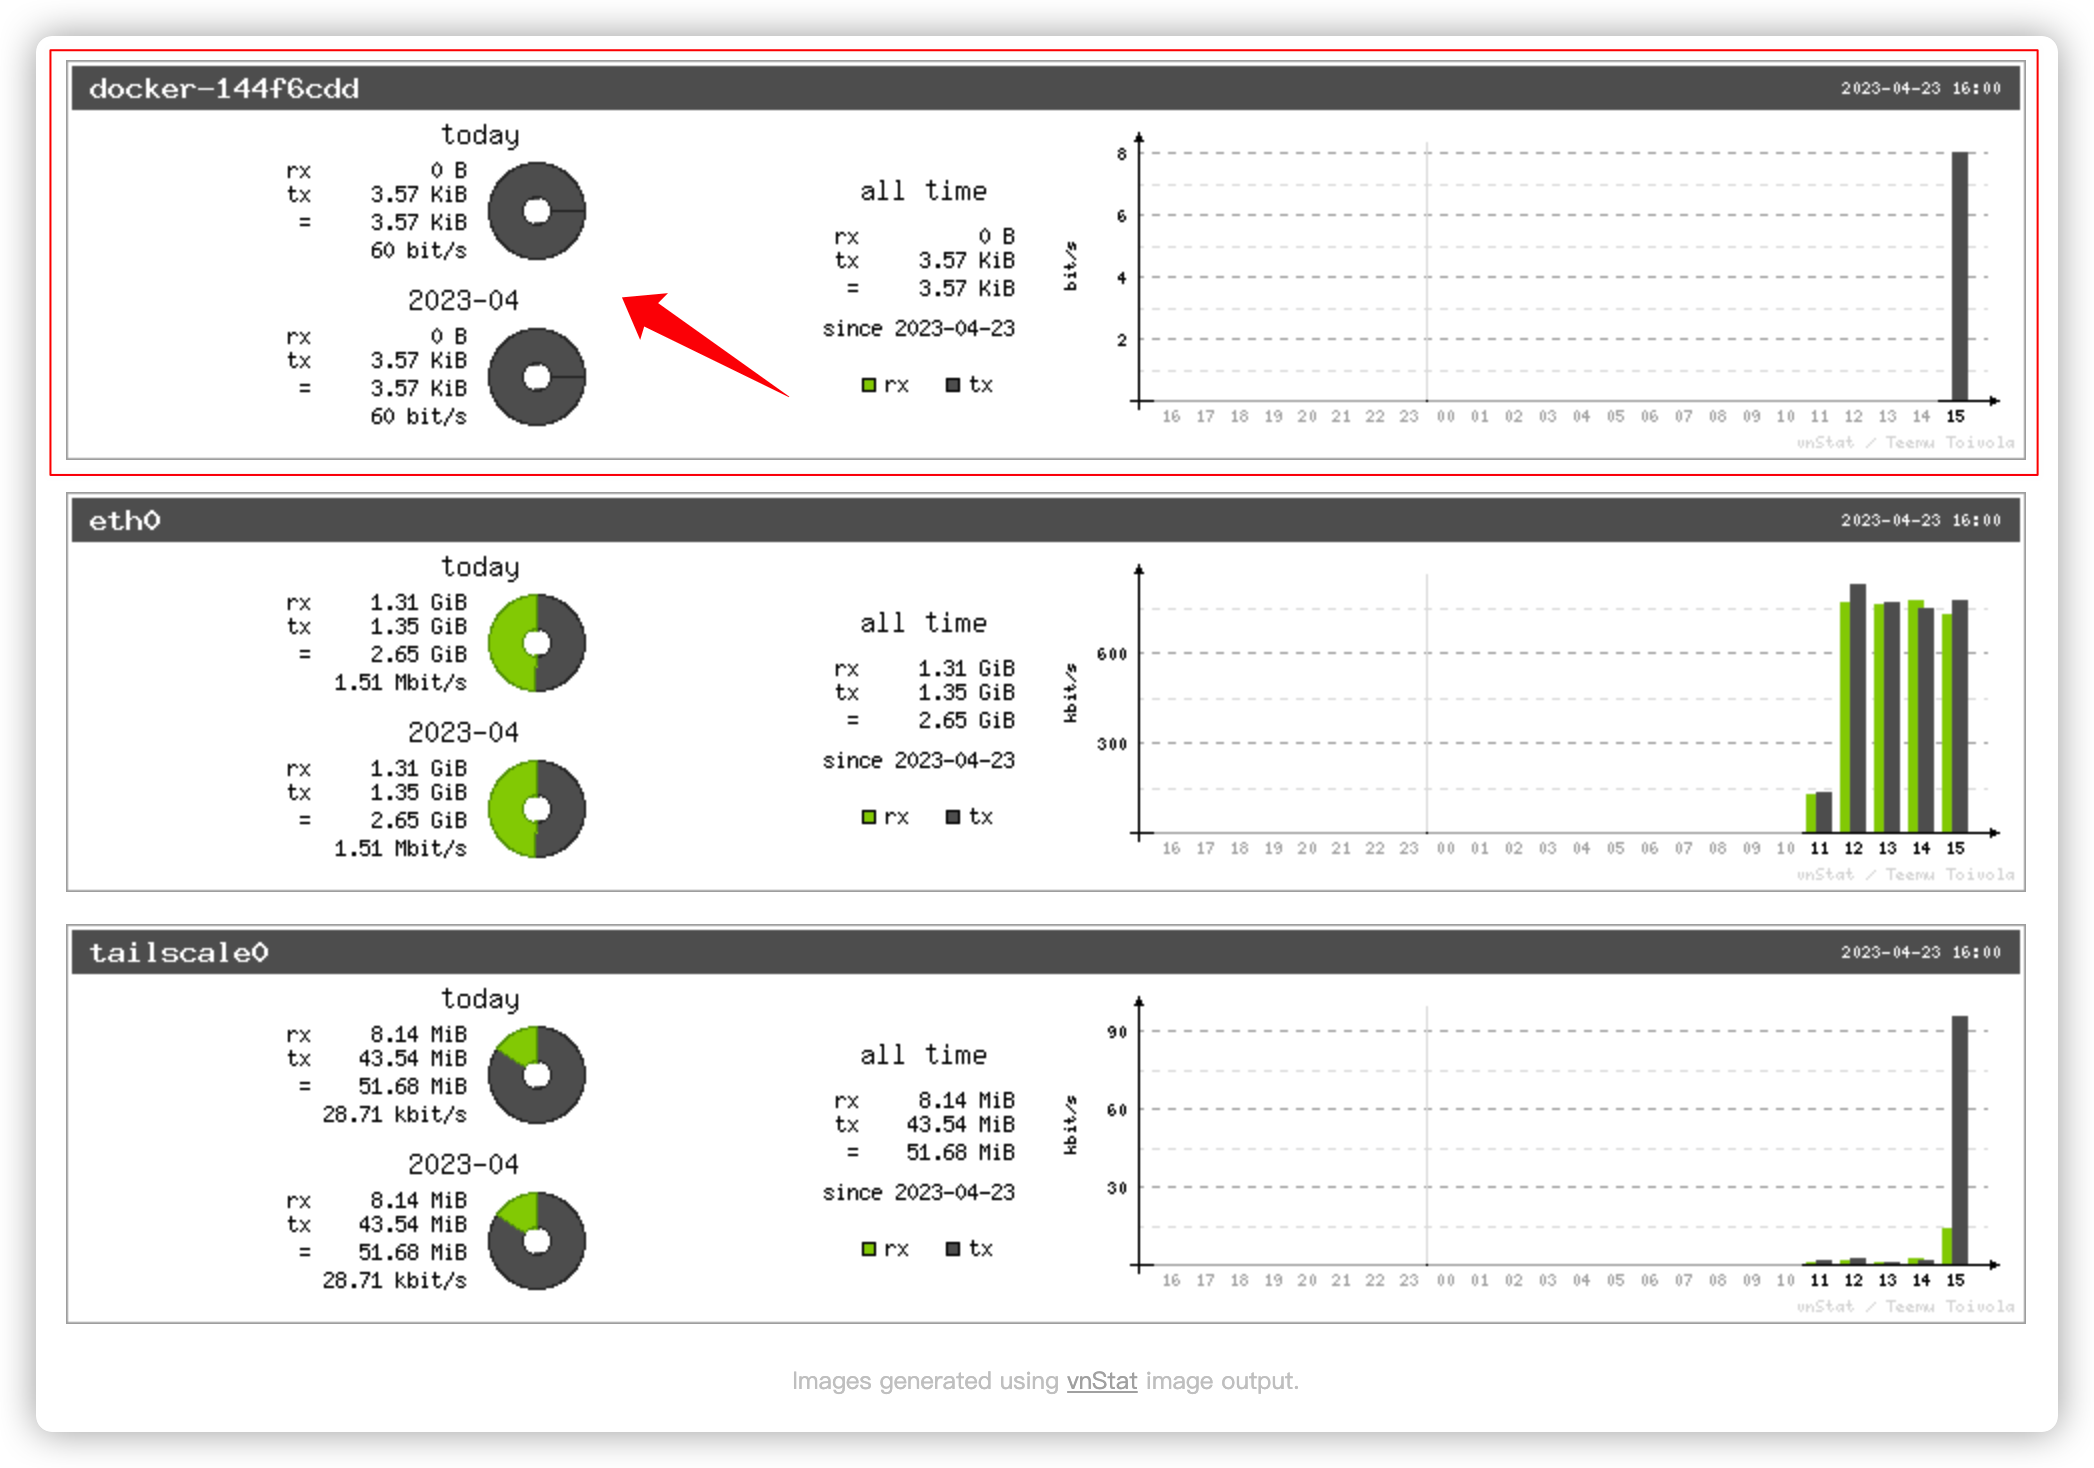 docker-144f6cdd 2023-04-23 16:00
today
rx 0 B
tx 3.57 KiB
= 3.57 KiB
60 bit/s
2023-04
rx 0 B
tx 3.57 KiB
= 3.57 KiB
60 bit/s
all time
rx 0 B
tx 3.57 KiB
= 3.57 KiB
since 2023-04-23
rx tx
bit/s
8
6
4
2
16 17 18 19 20 21 22 23 00 01 02 03 04 05 06 07 08 09 10 11 12 13 14 15
vnStat / Teemu Toivola
eth0 2023-04-23 16:00
today
rx 1.31 GiB
tx 1.35 GiB
= 2.65 GiB
1.51 Mbit/s
2023-04
rx 1.31 GiB
tx 1.35 GiB
= 2.65 GiB
1.51 Mbit/s
all time
rx 1.31 GiB
tx 1.35 GiB
= 2.65 GiB
since 2023-04-23
rx tx
kbit/s
600
300
16 17 18 19 20 21 22 23 00 01 02 03 04 05 06 07 08 09 10 11 12 13 14 15
vnStat / Teemu Toivola
tailscale0 2023-04-23 16:00
today
rx 8.14 MiB
tx 43.54 MiB
= 51.68 MiB
28.71 kbit/s
2023-04
rx 8.14 MiB
tx 43.54 MiB
= 51.68 MiB
28.71 kbit/s
all time
rx 8.14 MiB
tx 43.54 MiB
= 51.68 MiB
since 2023-04-23
rx tx
kbit/s
90
60
30
16 17 18 19 20 21 22 23 00 01 02 03 04 05 06 07 08 09 10 11 12 13 14 15
vnStat / Teemu Toivola
Images generated using vnStat image output.